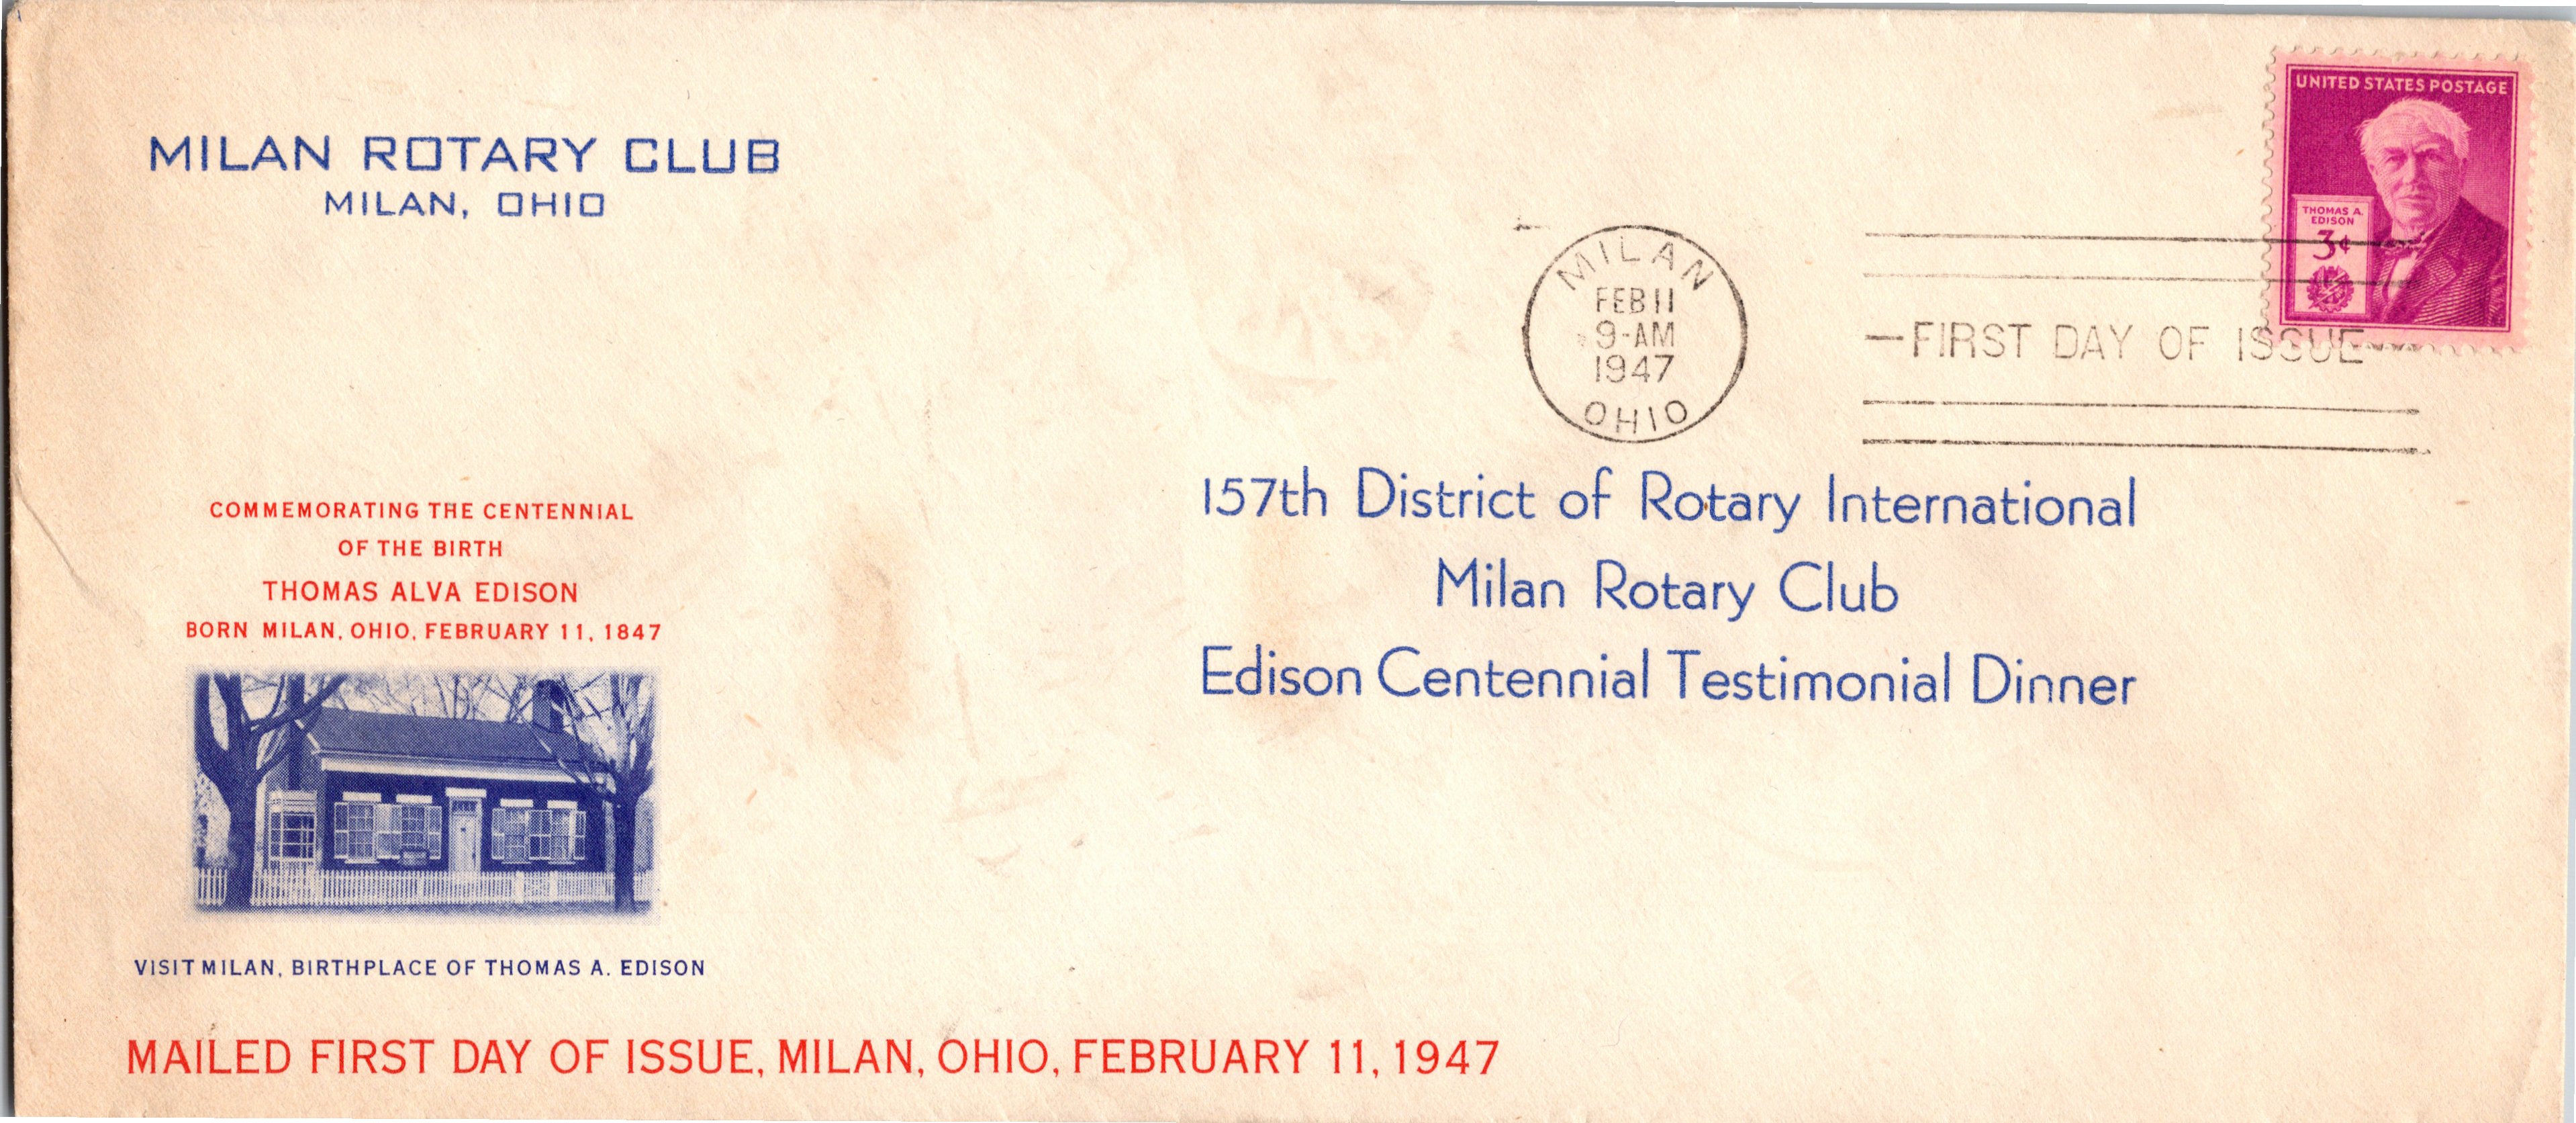 MILAN ROTARY CLUB
MILAN, OHIO
UNITED STATES POSTAGE
THOMAS A.
EDISON
3¢
MILAN
FEB 11
9-AM
1947
OHIO
—FIRST DAY OF ISSUE—
157th District of Rotary International
Milan Rotary Club
Edison Centennial Testimonial Dinner
COMMEMORATING THE CENTENNIAL
OF THE BIRTH
THOMAS ALVA EDISON
BORN MILAN, OHIO, FEBRUARY 11, 1847
VISIT MILAN, BIRTHPLACE OF THOMAS A. EDISON
MAILED FIRST DAY OF ISSUE, MILAN, OHIO, FEBRUARY 11, 1947